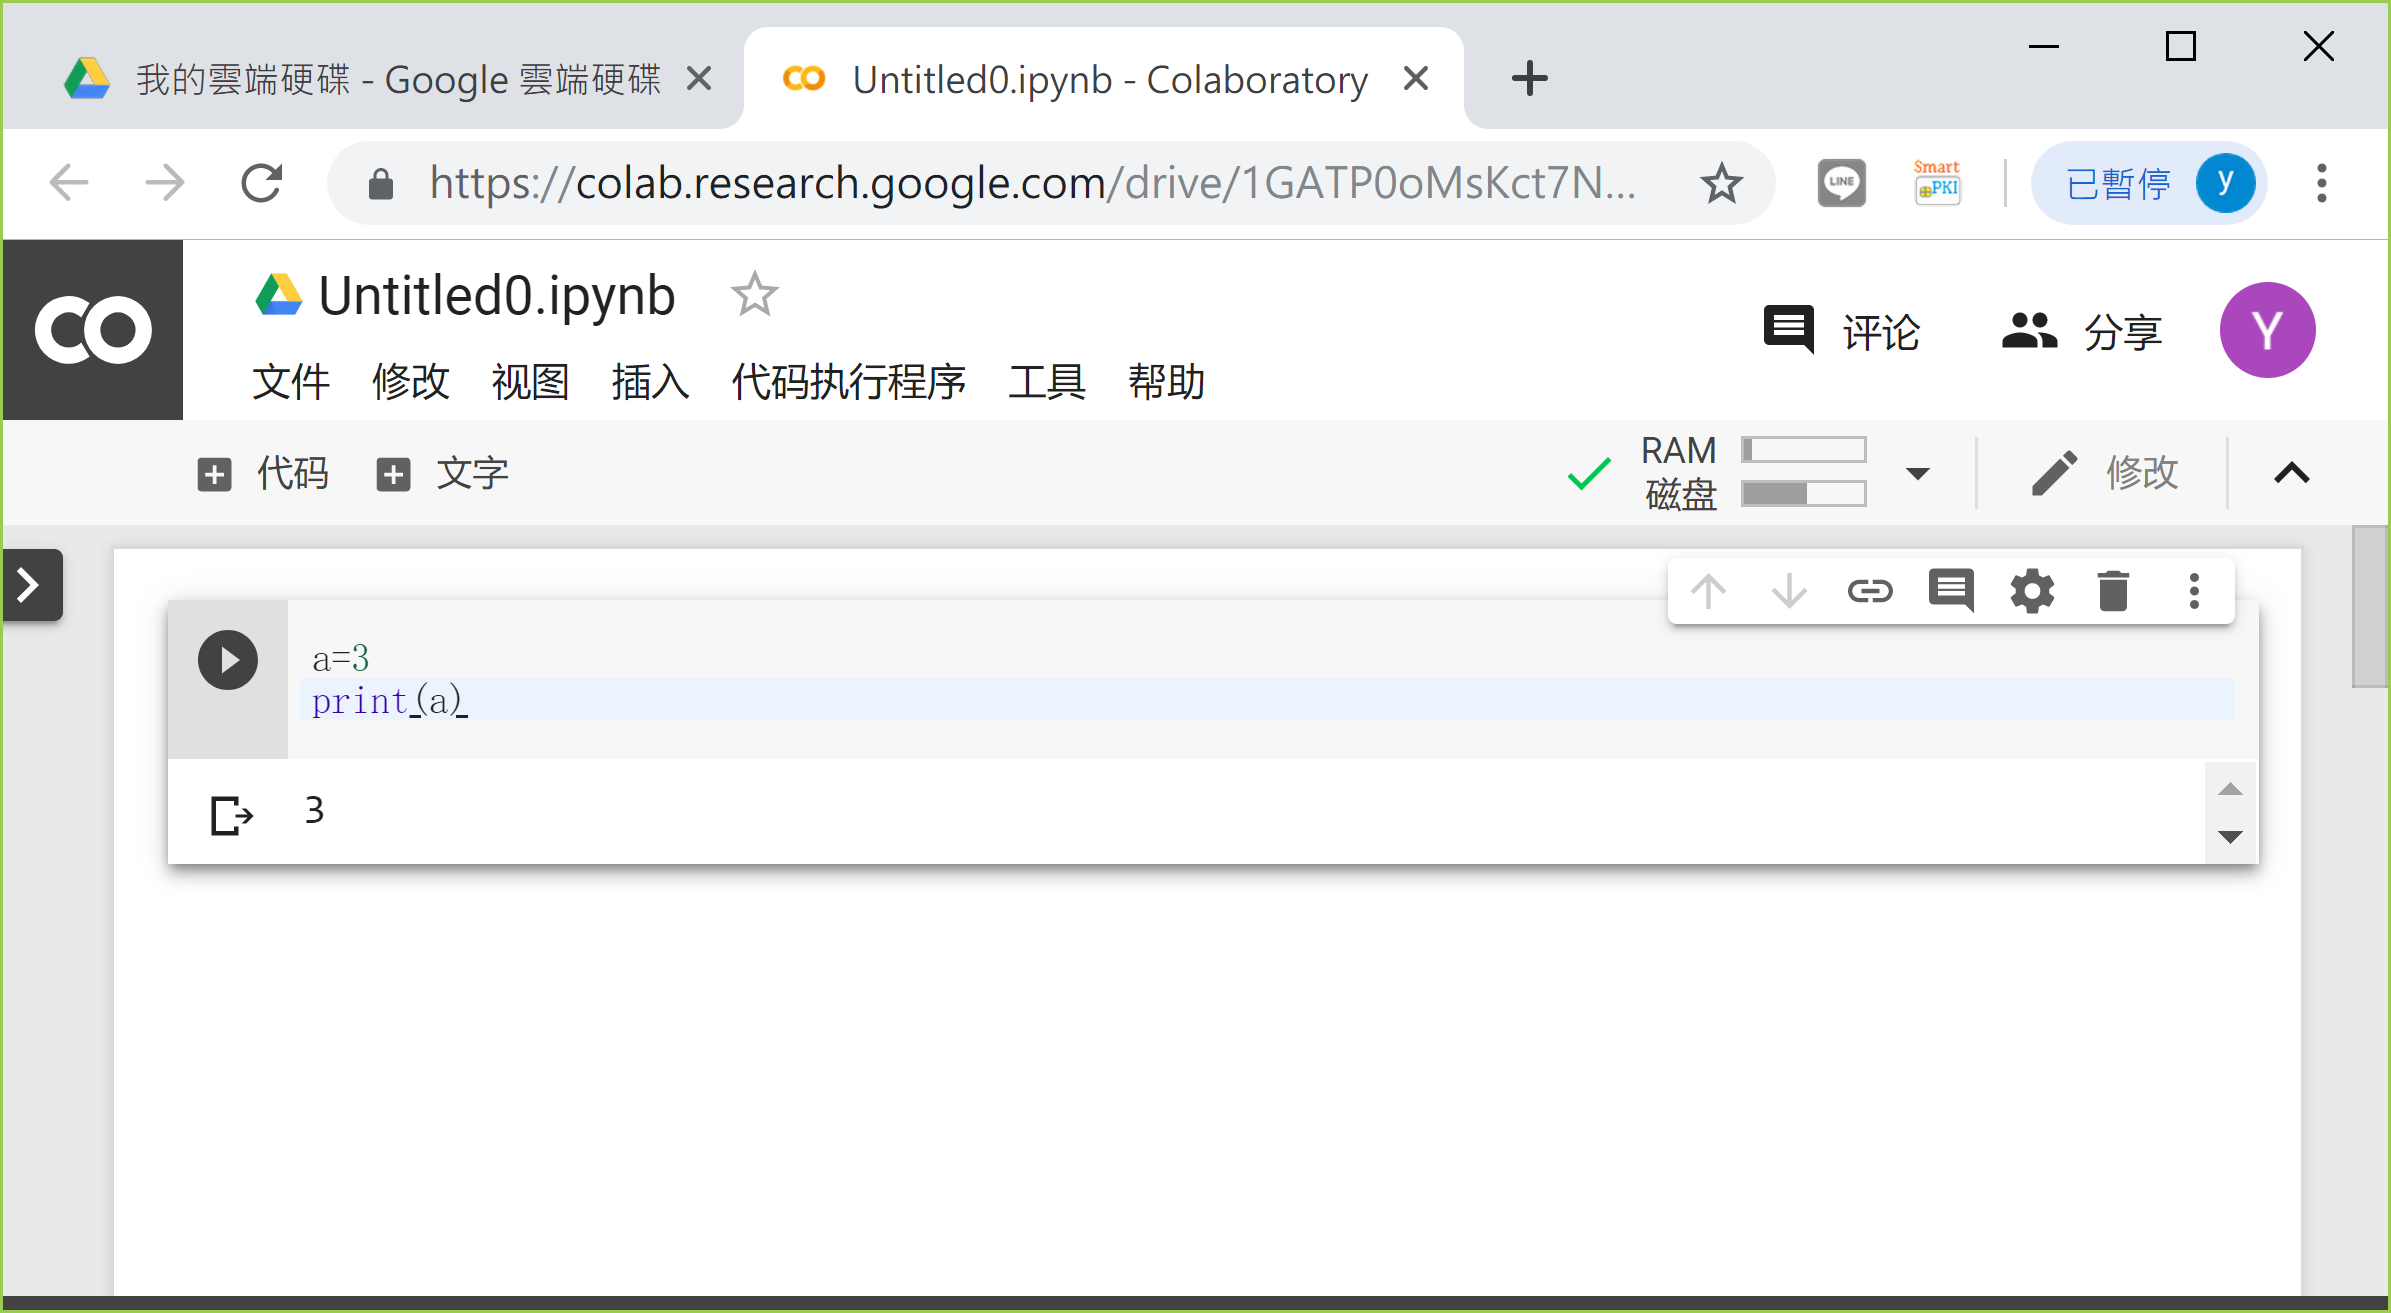 我的雲端硬碟 - Google 雲端硬碟
Untitled0.ipynb - Colaboratory
https://colab.research.google.com/drive/1GATP0oMsKct7N...
LINE
Smart
PKI
已暫停
y
CO
Untitled0.ipynb
文件 修改 视图 插入 代码执行程序 工具 帮助
评论
分享
Y
代码
文字
RAM
磁盘
修改
a=3
print(a)
3